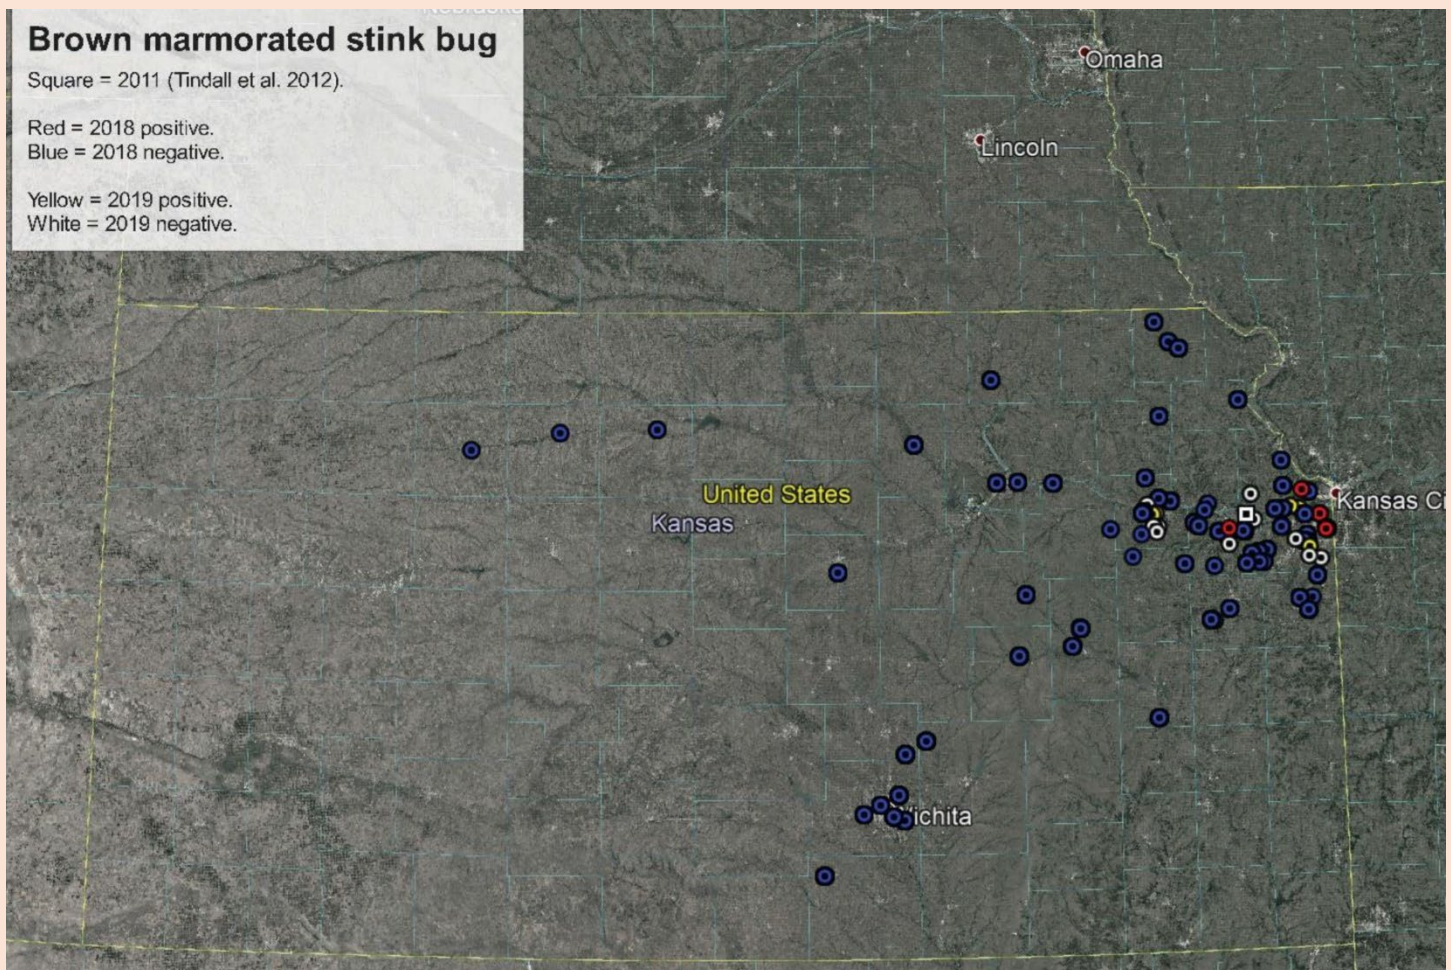 Nebraska
Brown marmorated stink bug
Square = 2011 (Tindall et al. 2012).
Red = 2018 positive.
Blue = 2018 negative.
Yellow = 2019 positive.
White = 2019 negative.
Omaha
Lincoln
United States
Kansas
Kansas Ci
ichita